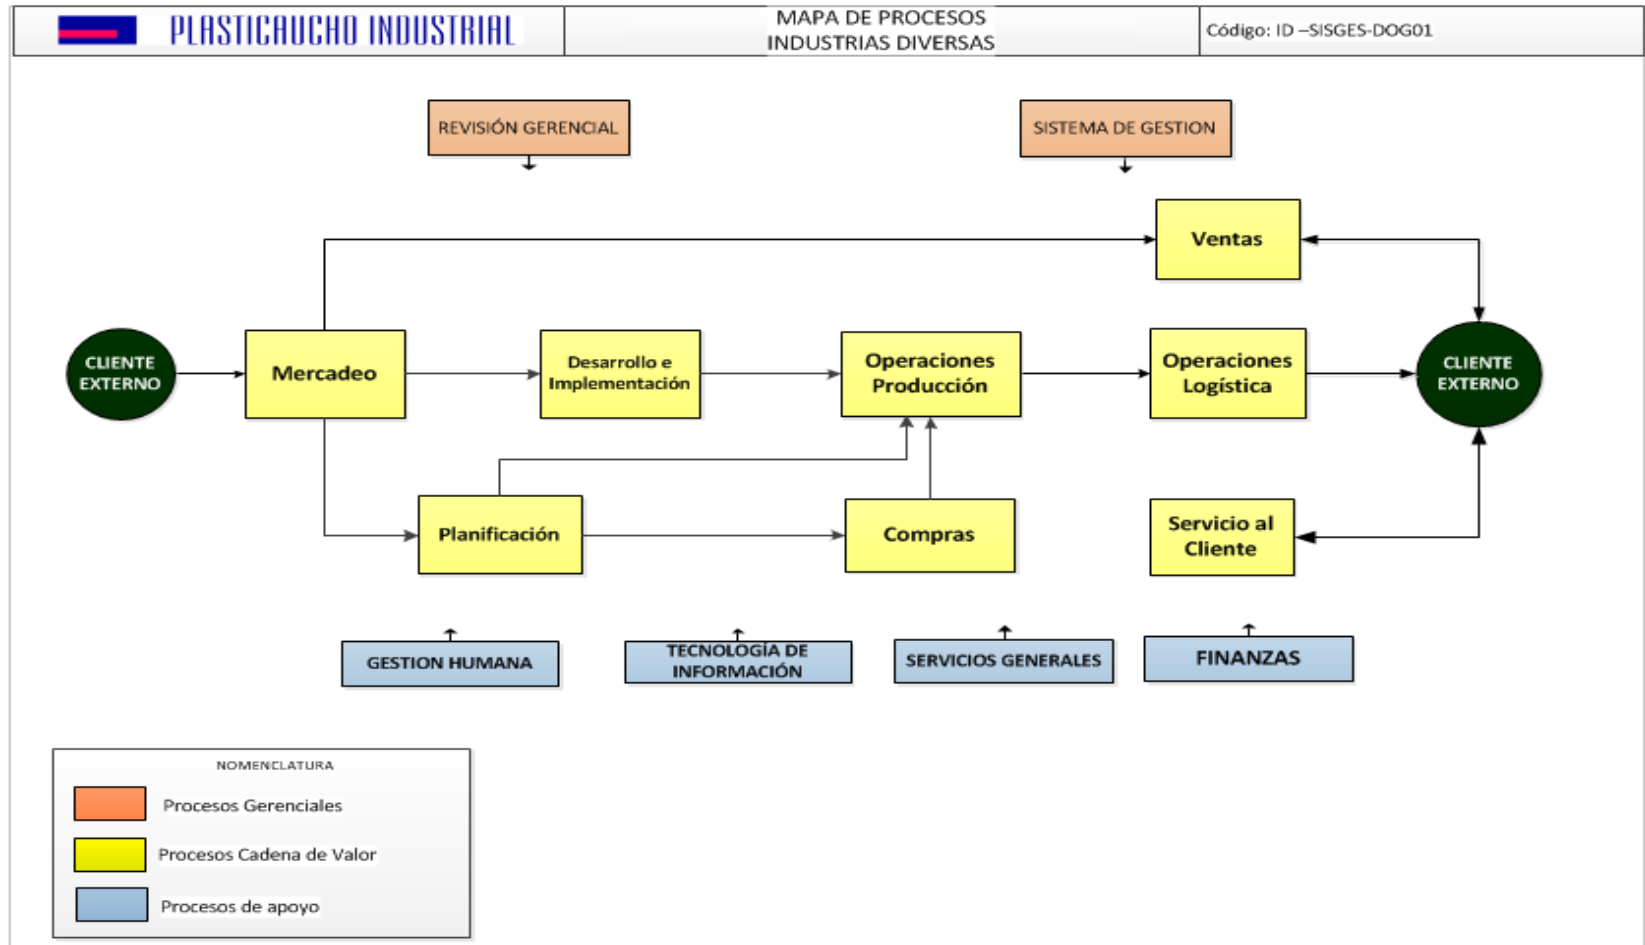 PLASTICAUCHO INDUSTRIAL
MAPA DE PROCESOS
INDUSTRIAS DIVERSAS
Código: ID –SISGES-DOG01
REVISIÓN GERENCIAL
SISTEMA DE GESTION
Ventas
CLIENTE
EXTERNO
Mercadeo
Desarrollo e
Implementación
Operaciones
Producción
Operaciones
Logística
CLIENTE
EXTERNO
Planificación
Compras
Servicio al
Cliente
GESTION HUMANA
TECNOLOGÍA DE
INFORMACIÓN
SERVICIOS GENERALES
FINANZAS
NOMENCLATURA
Procesos Gerenciales
Procesos Cadena de Valor
Procesos de apoyo